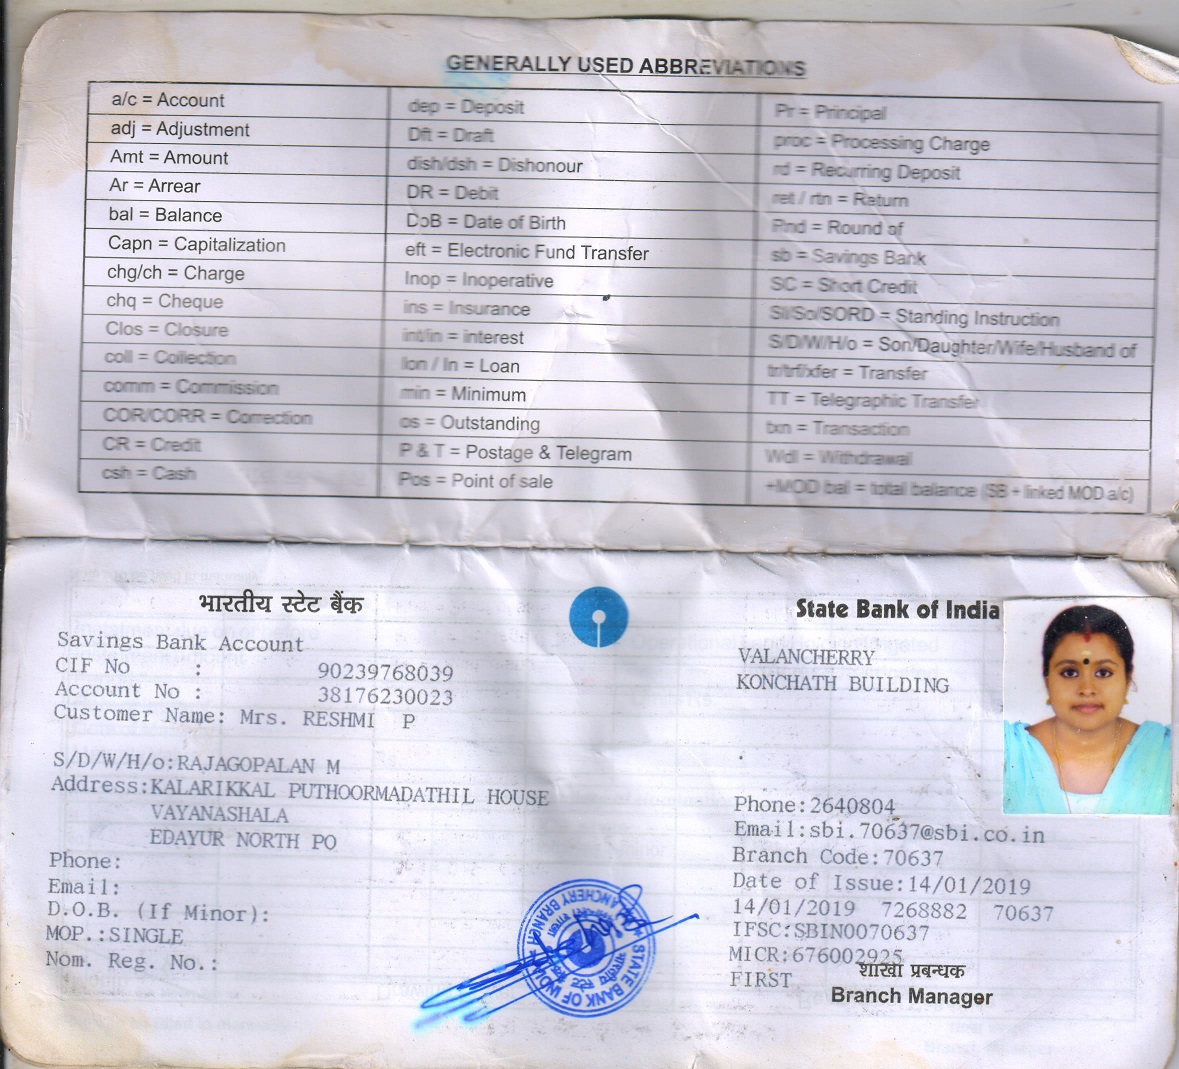 GENERALLY USED ABBREVIATIONS
a/c = Account
adj = Adjustment
Amt = Amount
Ar = Arrear
bal = Balance
Capn = Capitalization
chg/ch = Charge
chq = Cheque
Clos = Closure
coll = Collection
comm = Commission
COR/CORR = Correction
CR = Credit
csh = Cash
dep = Deposit
Dft = Draft
dish/dsh = Dishonour
DR = Debit
DoB = Date of Birth
eft = Electronic Fund Transfer
Inop = Inoperative
ins = Insurance
int/in = interest
lon / ln = Loan
min = Minimum
os = Outstanding
P & T = Postage & Telegram
Pos = Point of sale
Pr = Principal
proc = Processing Charge
rd = Recurring Deposit
ret / rtn = Return
Rnd = Round of
sb = Savings Bank
SC = Short Credit
SI/So/SORD = Standing Instruction
S/D/W/H/o = Son/Daughter/Wife/Husband of
tr/trf/xfer = Transfer
TT = Telegraphic Transfer
txn = Transaction
Wdl = Withdrawal
+MOD bal = total balance (SB + linked MOD a/c)
भारतीय स्टेट बैंक
Savings Bank Account
CIF No : 90239768039
Account No : 38176230023
Customer Name: Mrs. RESHMI P
S/D/W/H/o:RAJAGOPALAN M
Address:KALARIKKAL PUTHOORMADATHIL HOUSE
VAYANASHALA
EDAYUR NORTH PO
Phone:
Email:
D.O.B. (If Minor):
MOP.:SINGLE
Nom. Reg. No.:
STATE BANK OF INDIA
ANCHERY BRANCH
State Bank of India
VALANCHERRY
KONCHATH BUILDING
Phone:2640804
Email:sbi.70637@sbi.co.in
Branch Code:70637
Date of Issue:14/01/2019
14/01/2019 7268882 70637
IFSC:SBIN0070637
MICR:676002925
FIRST
शाखा प्रबन्धक
Branch Manager